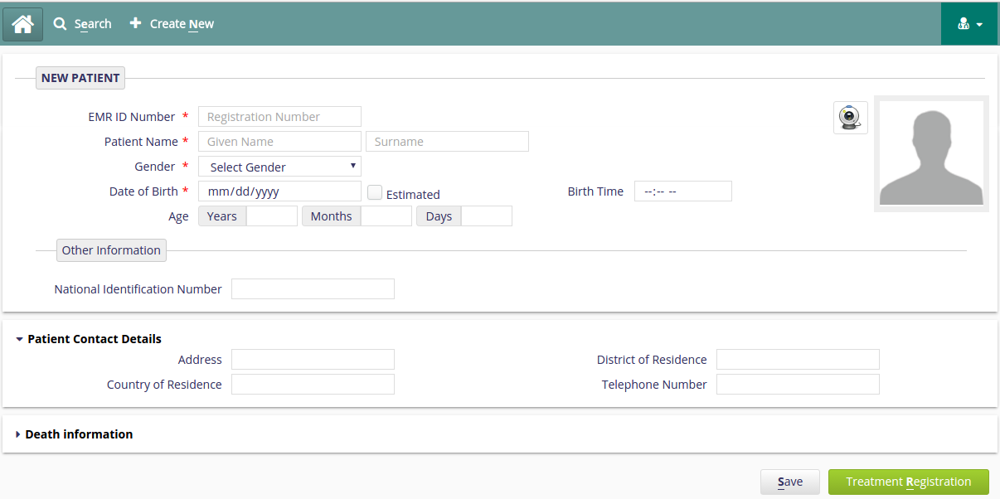 Search Create New
NEW PATIENT
EMR ID Number * Registration Number
Patient Name * Given Name Surname
Gender * Select Gender
Date of Birth * mm/dd/yyyy Estimated Birth Time --:-- --
Age Years Months Days
Other Information
National Identification Number
Patient Contact Details
Address District of Residence
Country of Residence Telephone Number
Death information
Save Treatment Registration